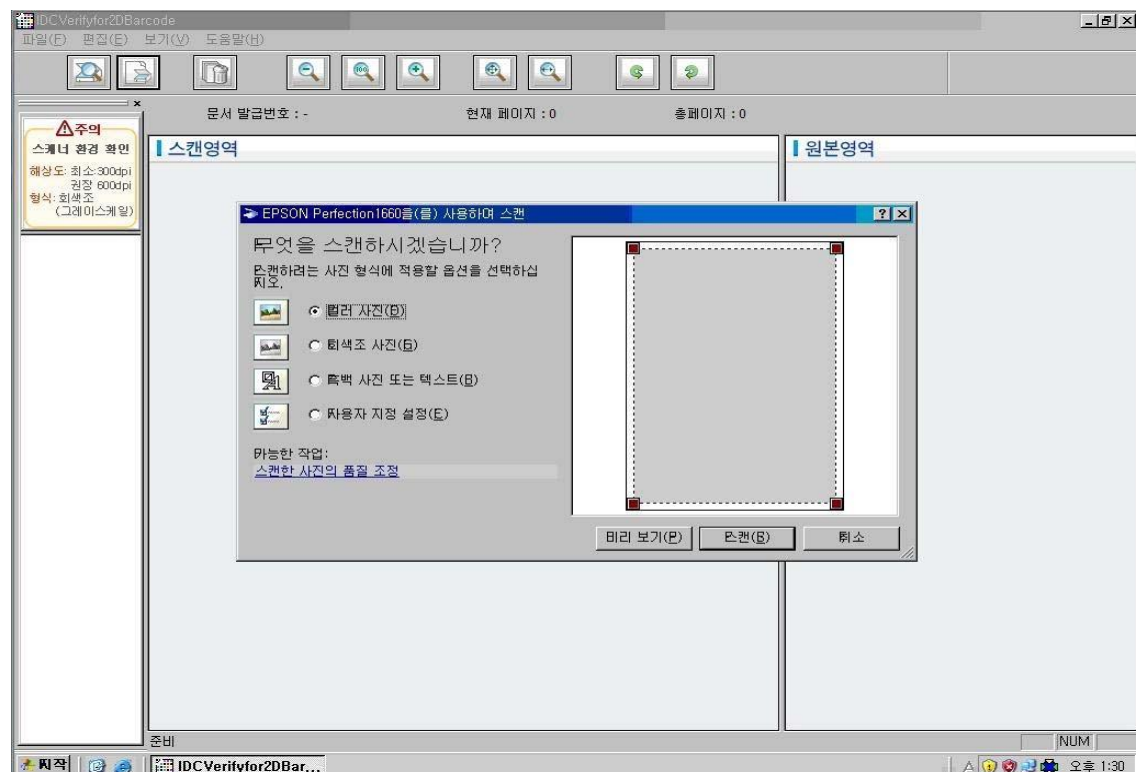 IDCVerifyfor2DBarcode
파일(F) 편집(E) 보기(V) 도움말(H)
문서 발급번호 : - 현재 페이지 : 0 총페이지 : 0
주의
스케너 환경 확인
해상도: 최소:300dpi
권장 600dpi
형식: 회색조
(그레이스케일)
스캔영역
원본영역
EPSON Perfection1660을(를) 사용하여 스캔
무엇을 스캔하시겠습니까?
스캔하려는 사진 형식에 적용할 옵션을 선택하십
시오.
컬러 사진(D)
회색조 사진(G)
흑백 사진 또는 텍스트(B)
사용자 지정 설정(E)
가능한 작업:
스캔한 사진의 품질 조정
미리 보기(P) 스캔(S) 취소
준비
NUM
시작 IDCVerifyfor2DBar... A 오후 1:30